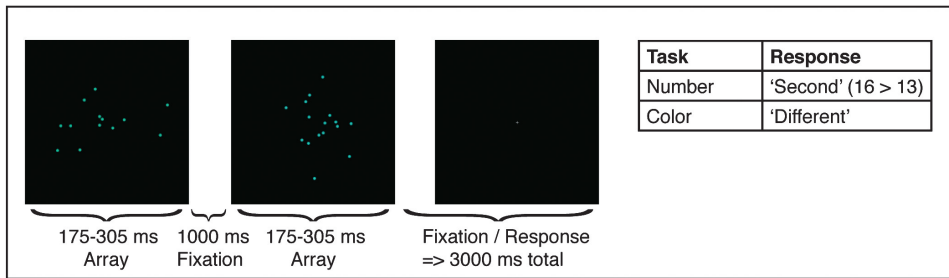 Task Response
Number 'Second' (16 > 13)
Color 'Different'
175-305 ms 1000 ms 175-305 ms Fixation / Response
Array Fixation Array => 3000 ms total